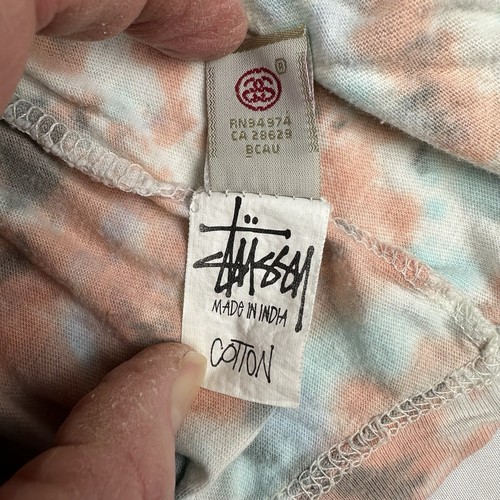 ®
RN94974
CA 28629
BCAU
STÜSSY
MADE IN INDIA
COTTON